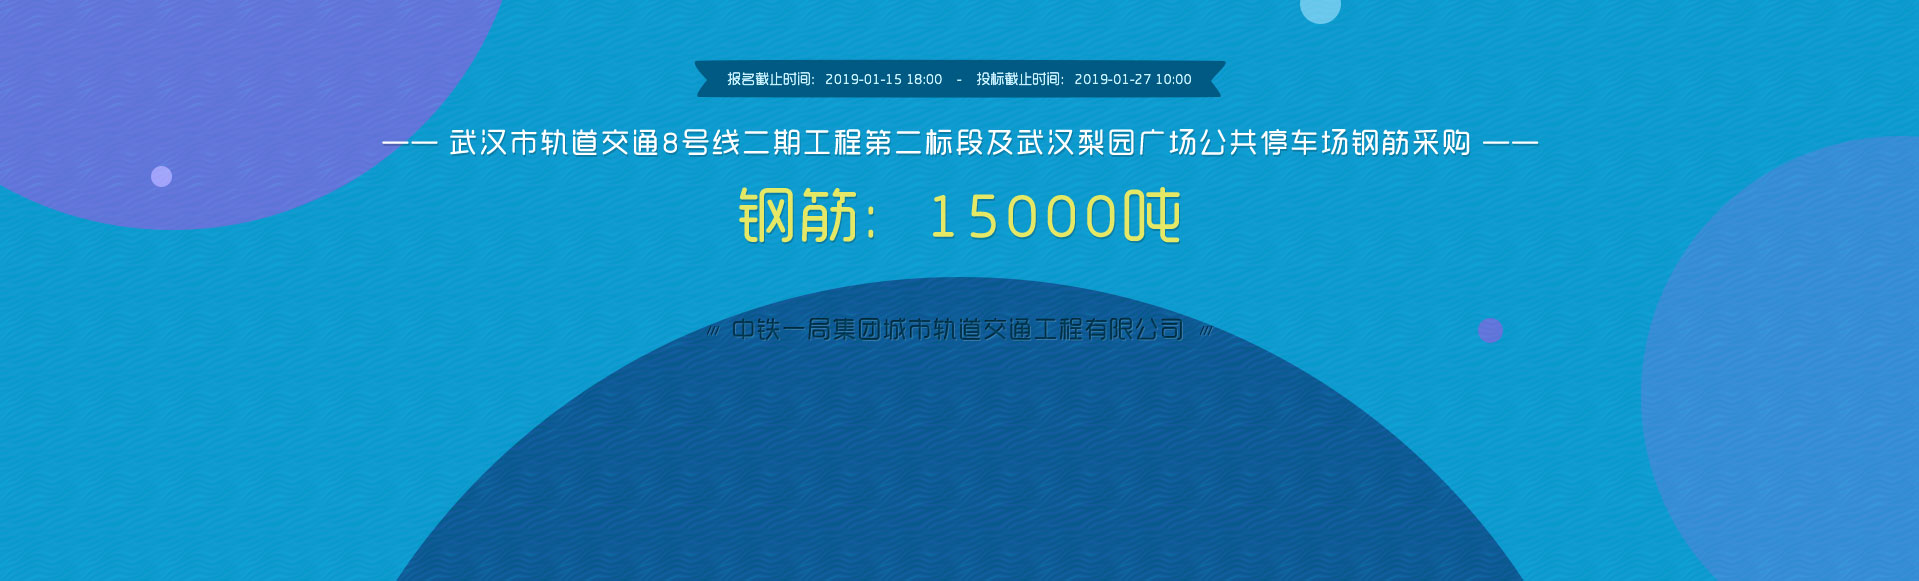 报名截止时间：2019-01-15 18:00 - 投标截止时间：2019-01-27 10:00
—— 武汉市轨道交通8号线二期工程第二标段及武汉梨园广场公共停车场钢筋采购 ——
钢筋：15000吨
/// 中铁一局集团城市轨道交通工程有限公司 ///